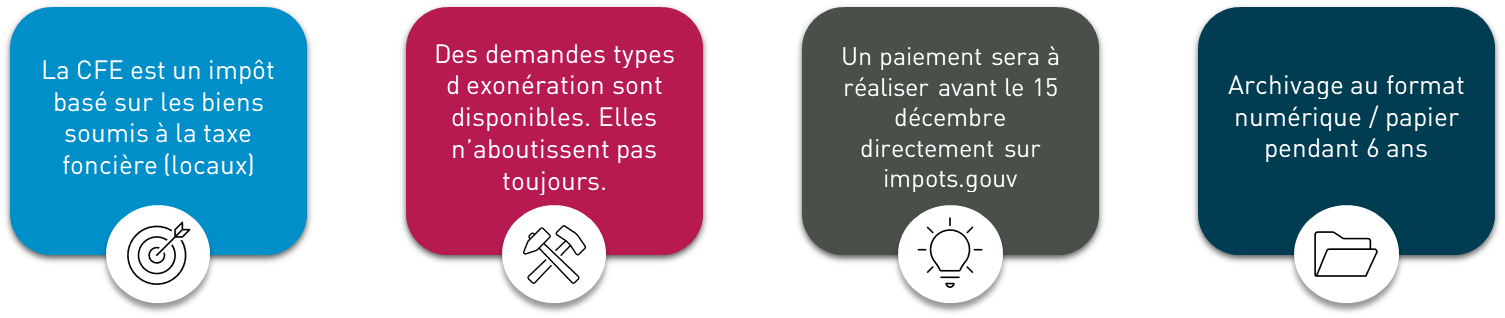 La CFE est un impôt
basé sur les biens
soumis à la taxe
foncière (locaux)
Des demandes types
d exonération sont
disponibles. Elles
n’aboutissent pas
toujours.
Un paiement sera à
réaliser avant le 15
décembre
directement sur
impots.gouv
Archivage au format
numérique / papier
pendant 6 ans